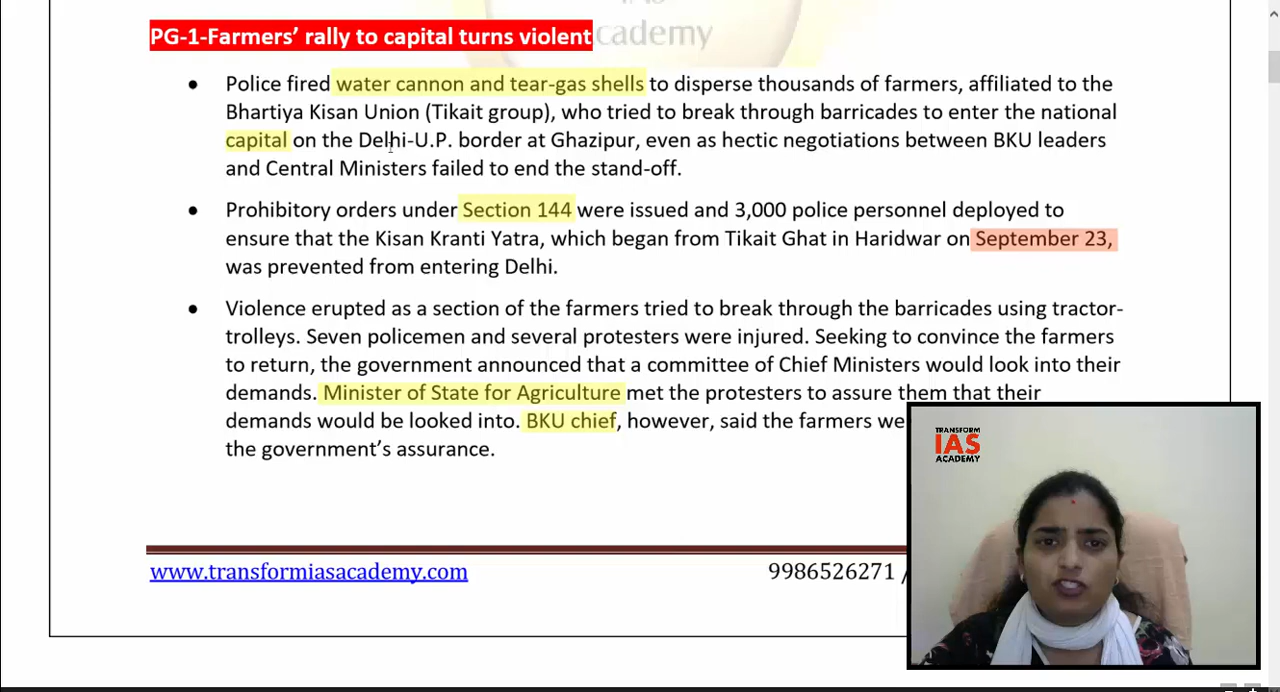 PG-1-Farmers’ rally to capital turns violent
cademy
• Police fired water cannon and tear-gas shells to disperse thousands of farmers, affiliated to the
Bhartiya Kisan Union (Tikait group), who tried to break through barricades to enter the national
capital on the Delhi-U.P. border at Ghazipur, even as hectic negotiations between BKU leaders
and Central Ministers failed to end the stand-off.
• Prohibitory orders under Section 144 were issued and 3,000 police personnel deployed to
ensure that the Kisan Kranti Yatra, which began from Tikait Ghat in Haridwar on September 23,
was prevented from entering Delhi.
• Violence erupted as a section of the farmers tried to break through the barricades using tractor-
trolleys. Seven policemen and several protesters were injured. Seeking to convince the farmers
to return, the government announced that a committee of Chief Ministers would look into their
demands. Minister of State for Agriculture met the protesters to assure them that their
demands would be looked into. BKU chief, however, said the farmers we
the government’s assurance.
www.transformiasacademy.com 9986526271 /
TRANSFORM
IAS
ACADEMY